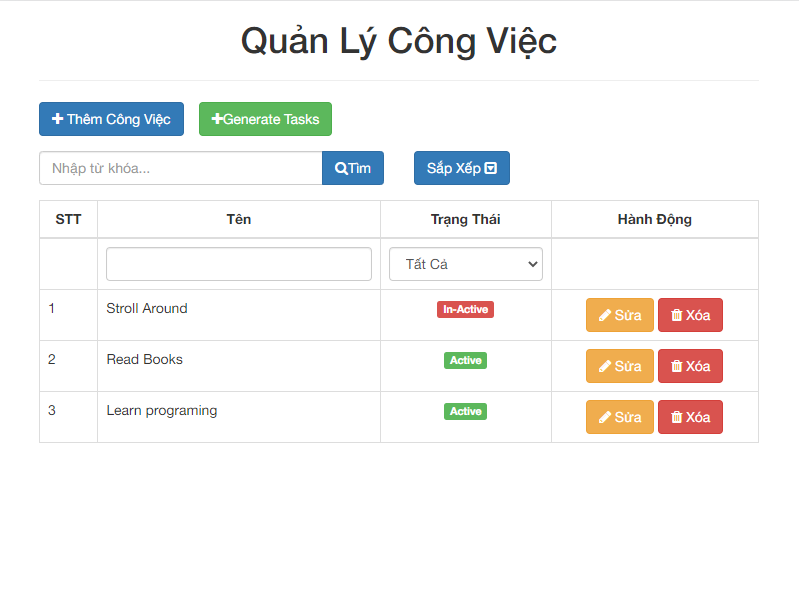 Quản Lý Công Việc
Thêm Công Việc Generate Tasks
Nhập từ khóa... Tìm Sắp Xếp
STT Tên Trạng Thái Hành Động
Tất Cả
1 Stroll Around In-Active Sửa Xóa
2 Read Books Active Sửa Xóa
3 Learn programing Active Sửa Xóa